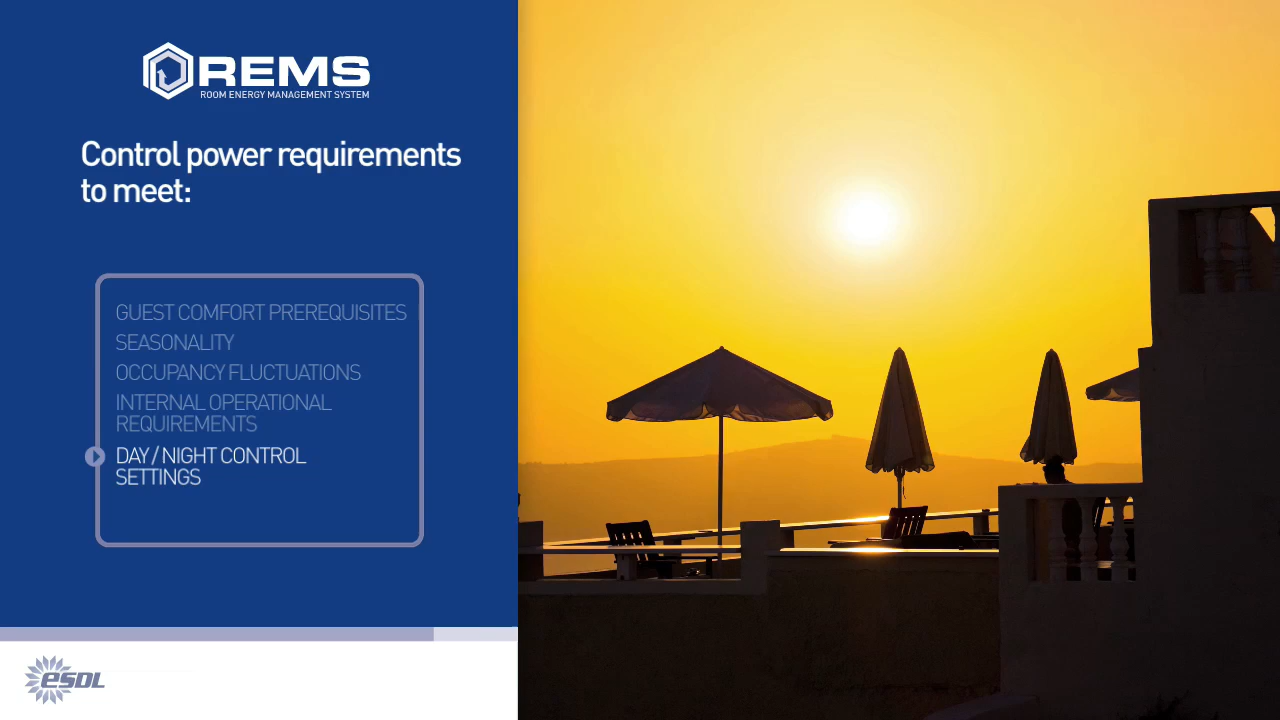 REMS
ROOM ENERGY MANAGEMENT SYSTEM
Control power requirements
to meet:
GUEST COMFORT PREREQUISITES
SEASONALITY
OCCUPANCY FLUCTUATIONS
INTERNAL OPERATIONAL
REQUIREMENTS
DAY / NIGHT CONTROL
SETTINGS
esol